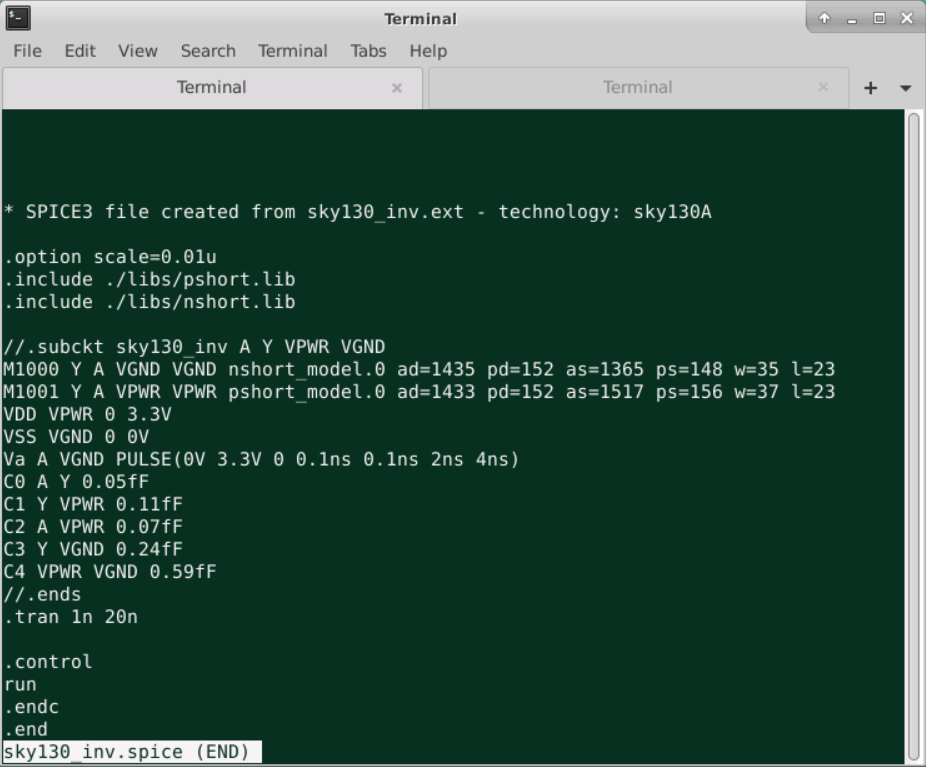 Terminal
File Edit View Search Terminal Tabs Help
Terminal Terminal
* SPICE3 file created from sky130_inv.ext - technology: sky130A
.option scale=0.01u
.include ./libs/pshort.lib
.include ./libs/nshort.lib
//.subckt sky130_inv A Y VPWR VGND
M1000 Y A VGND VGND nshort_model.0 ad=1435 pd=152 as=1365 ps=148 w=35 l=23
M1001 Y A VPWR VPWR pshort_model.0 ad=1433 pd=152 as=1517 ps=156 w=37 l=23
VDD VPWR 0 3.3V
VSS VGND 0 0V
Va A VGND PULSE(0V 3.3V 0 0.1ns 0.1ns 2ns 4ns)
C0 A Y 0.05fF
C1 Y VPWR 0.11fF
C2 A VPWR 0.07fF
C3 Y VGND 0.24fF
C4 VPWR VGND 0.59fF
//.ends
.tran 1n 20n
.control
run
.endc
.end
sky130_inv.spice (END)